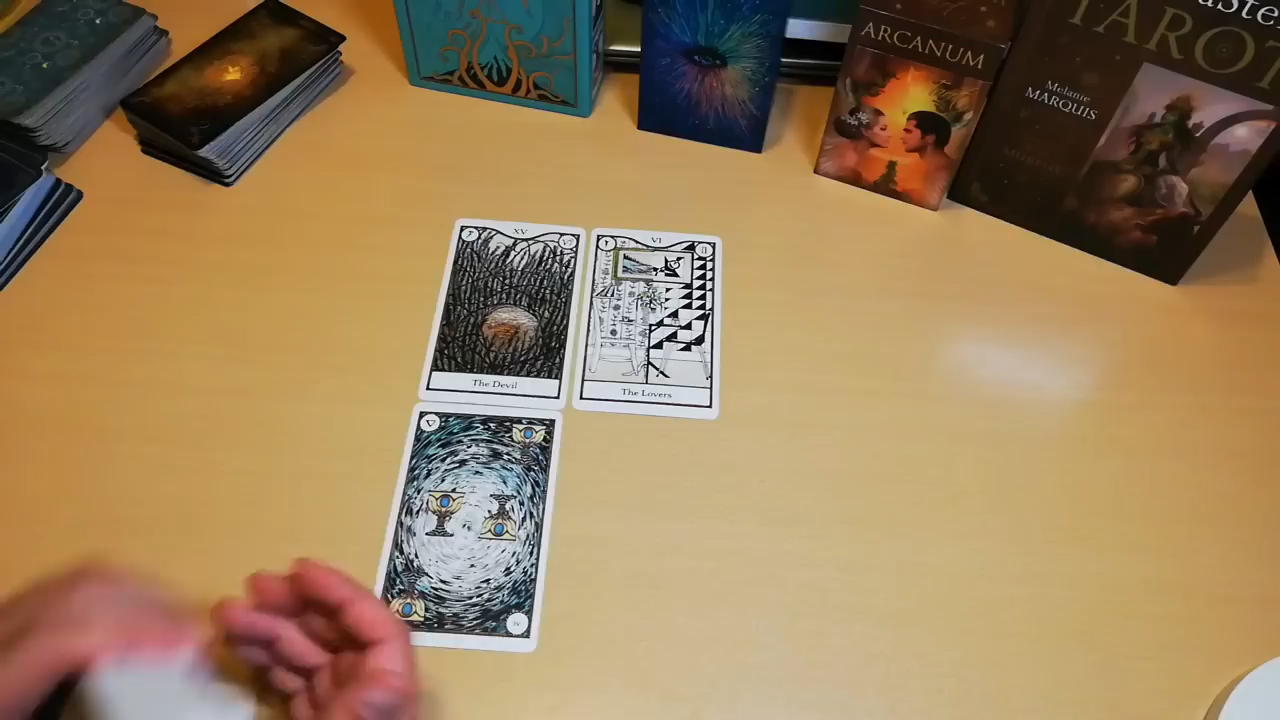 ARCANUM
TAROT
Melanie
MARQUIS
XV
The Devil
VI
The Lovers